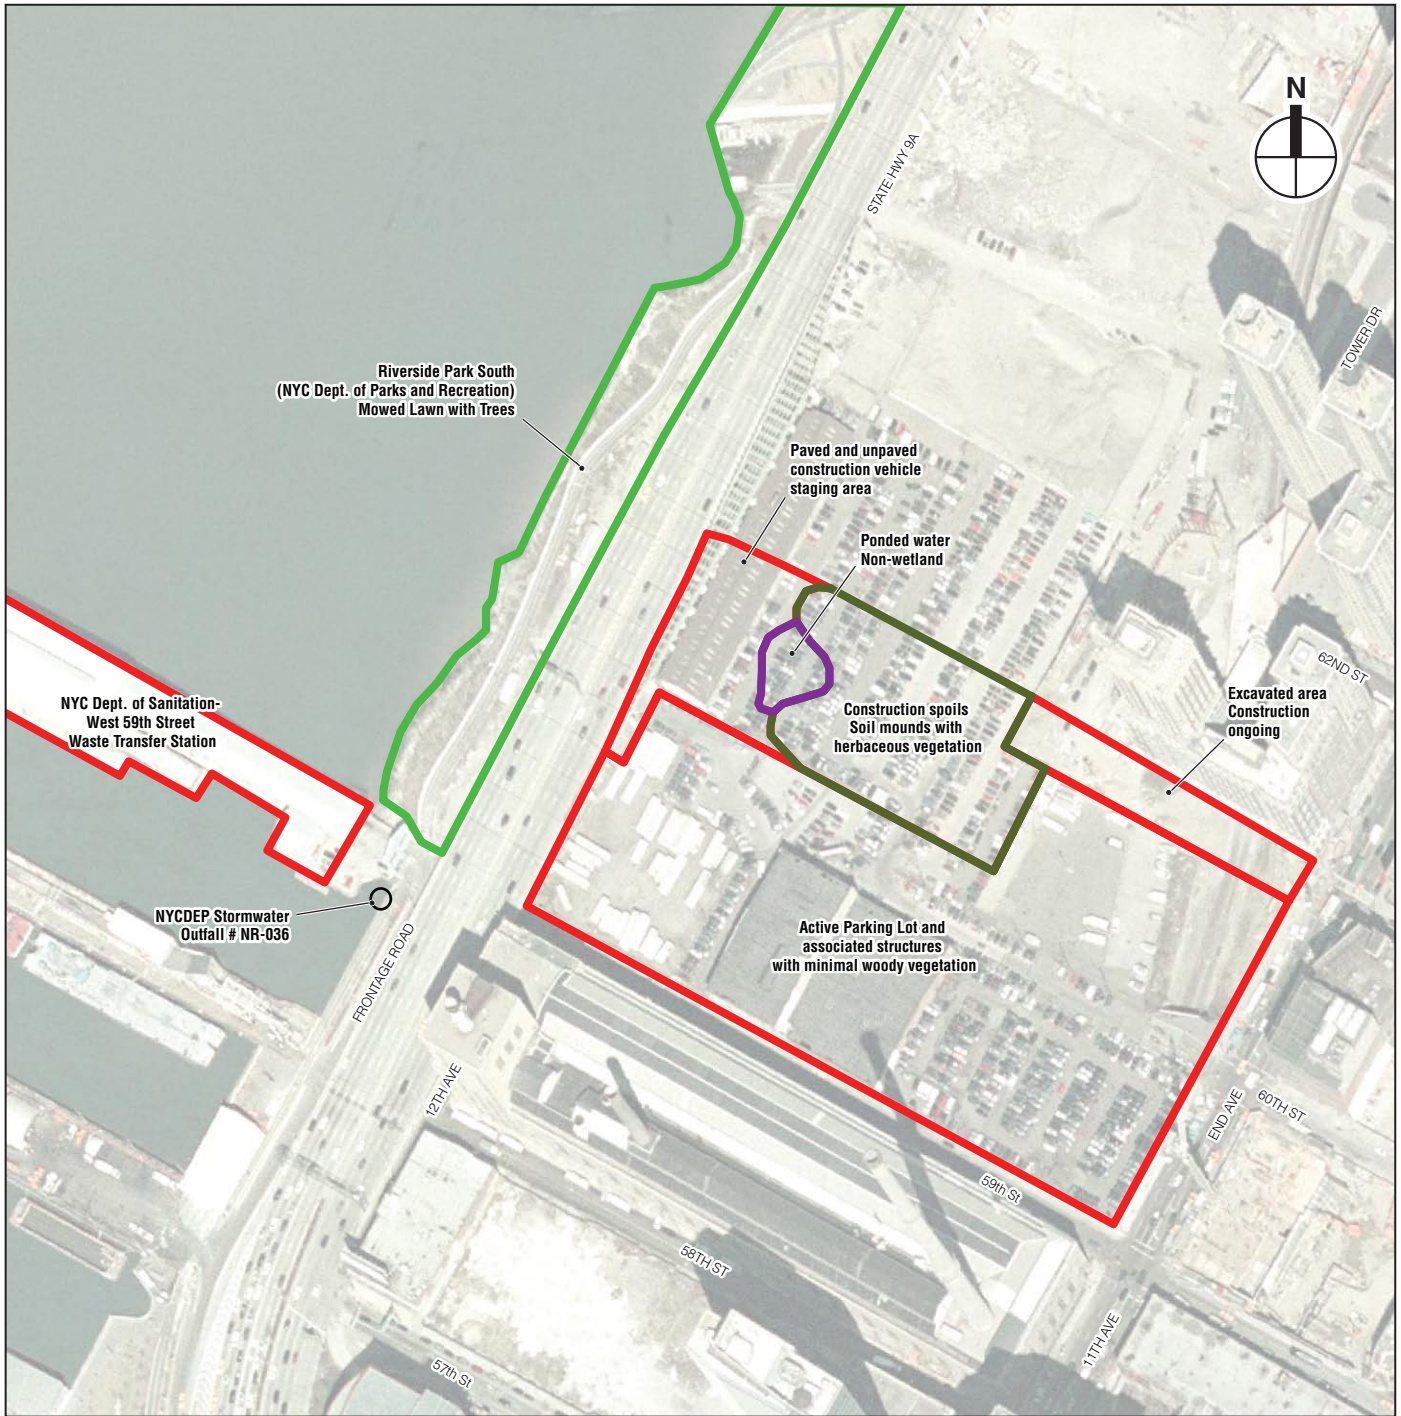 N
STATE HWY 9A
TOWER DR
Riverside Park South
(NYC Dept. of Parks and Recreation)
Mowed Lawn with Trees
Paved and unpaved
construction vehicle
staging area
Ponded water
Non-wetland
62ND ST
NYC Dept. of Sanitation-
West 59th Street
Waste Transfer Station
Construction spoils
Soil mounds with
herbaceous vegetation
Excavated area
Construction
ongoing
NYCDEP Stormwater
Outfall # NR-036
Active Parking Lot and
associated structures
with minimal woody vegetation
FRONTAGE ROAD
12TH AVE
END AVE
60TH ST
59th St
58TH ST
11TH AVE
57th St